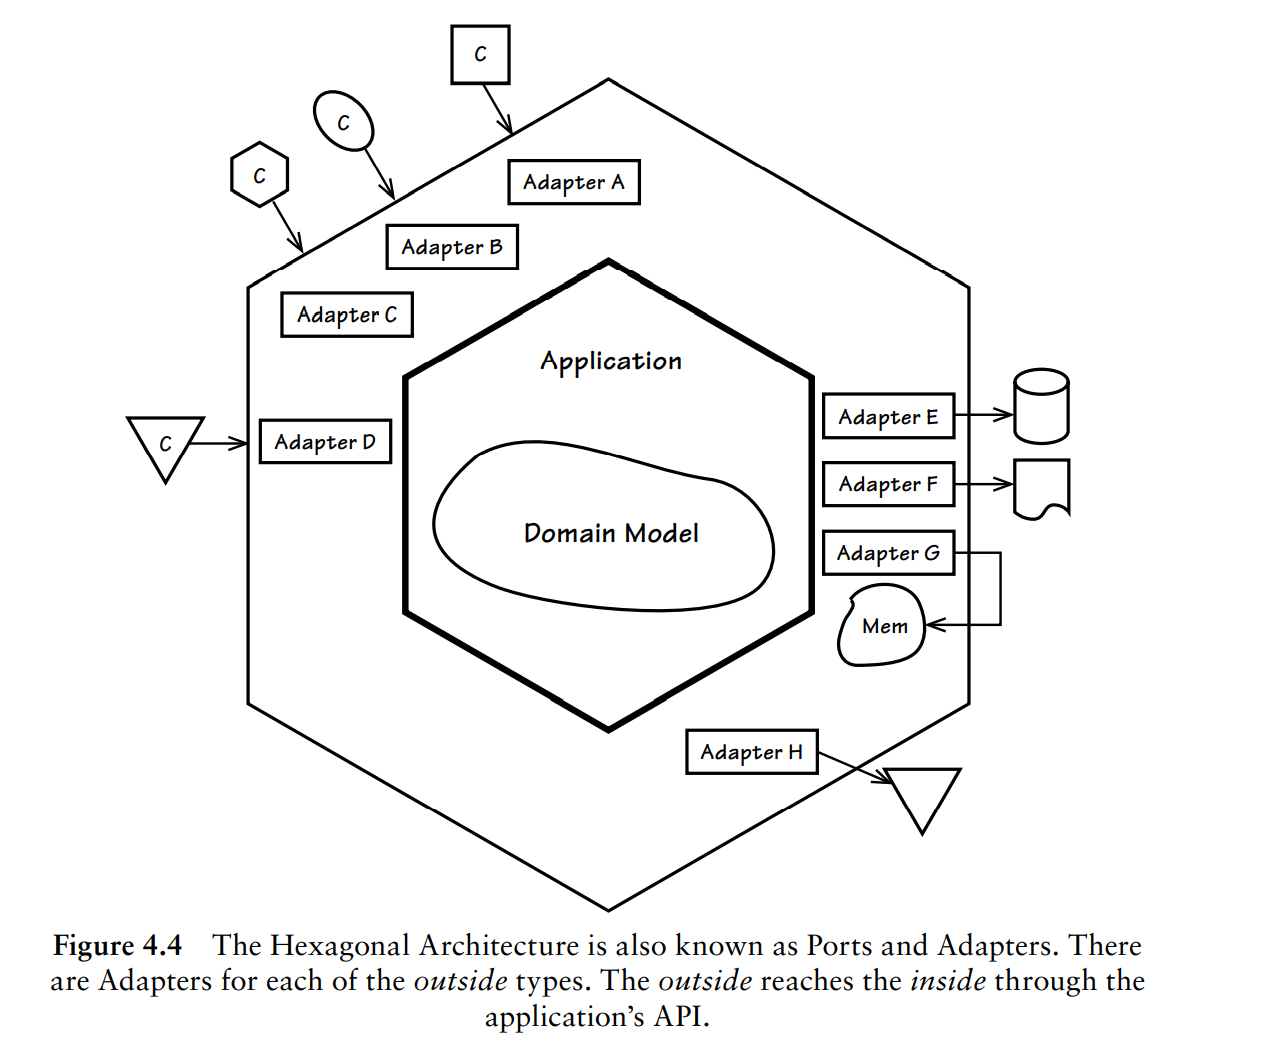 C
C
C
Adapter A
Adapter B
Adapter C
Application
C
Adapter D
Adapter E
Adapter F
Domain Model
Adapter G
Mem
Adapter H
Figure 4.4 The Hexagonal Architecture is also known as Ports and Adapters. There
are Adapters for each of the outside types. The outside reaches the inside through the
application’s API.